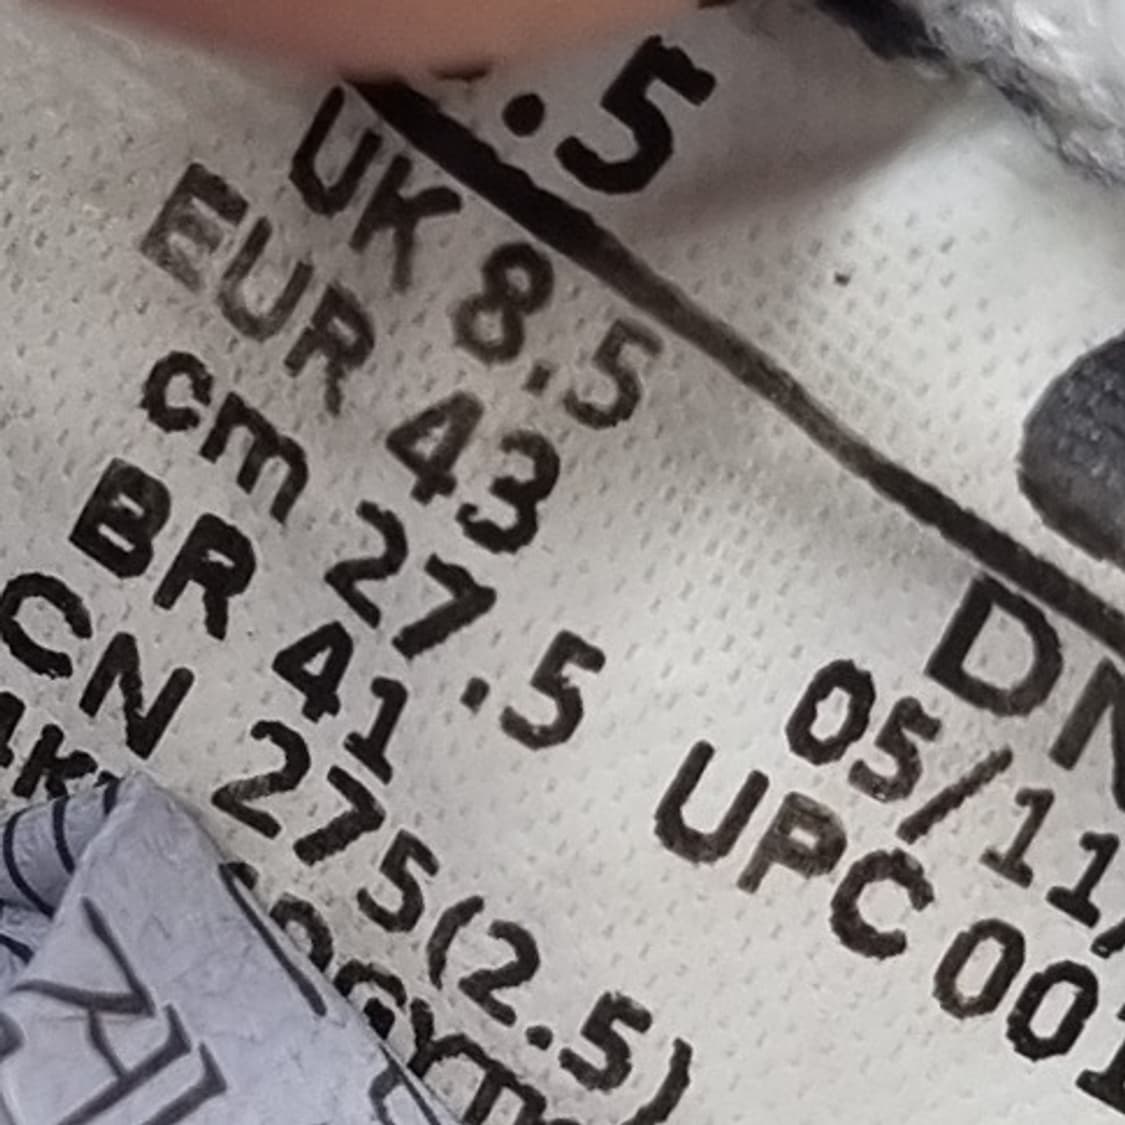 .5
UK 8.5
EUR 43
cm 27.5
BR 41
CN 275(2.5)
DN
05/11/
UPC 001